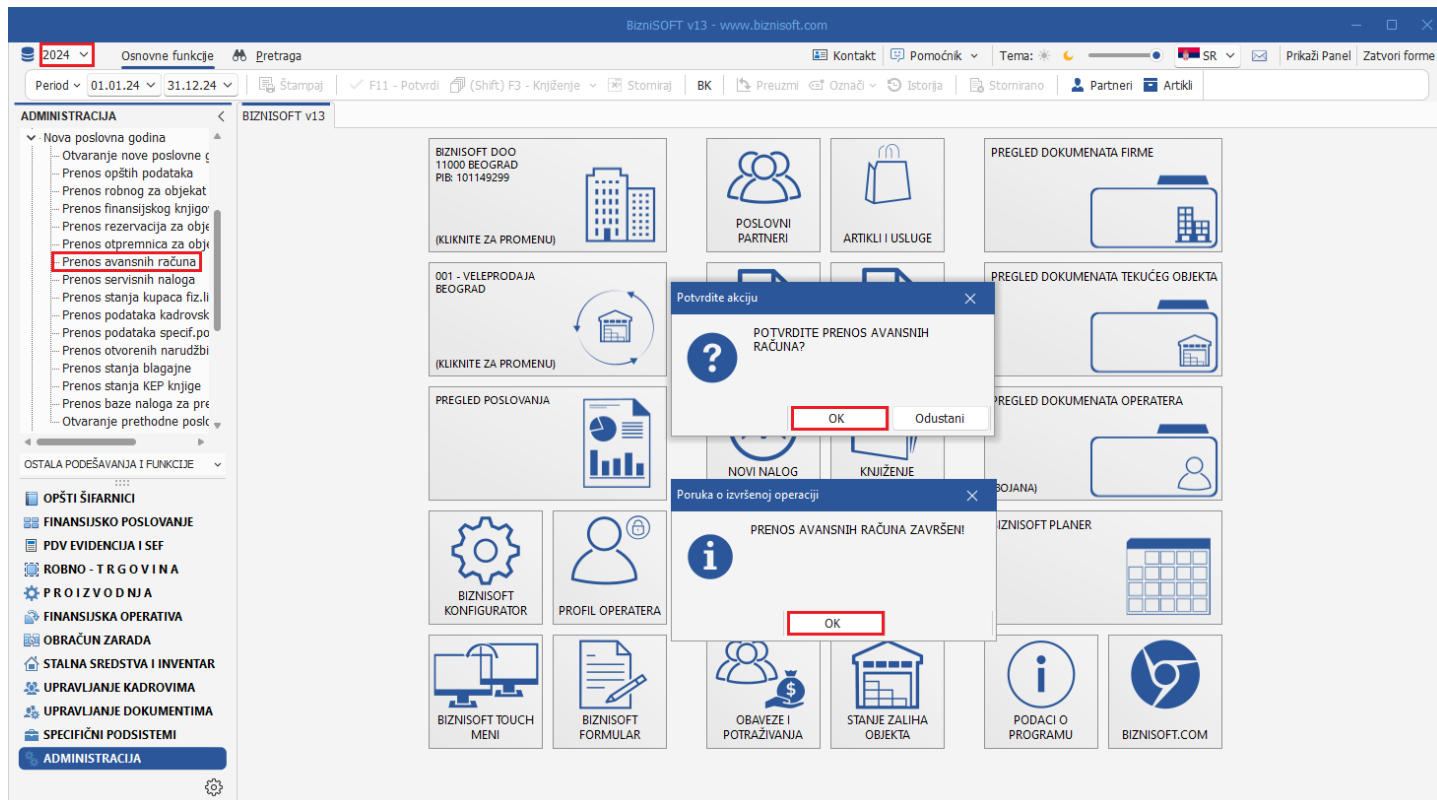 BizniSOFT v13 - www.biznisoft.com
2024
Osnovne funkcije
Pretraga
Kontakt
Pomoćnik
Tema:
SR
Prikaži Panel
Zatvori forme
Period
01.01.24
31.12.24
Štampaj
F11 - Potvrdi
(Shift) F3 - Knjiženje
Storniraj
BK
Preuzmi
Označi
Istorija
Stornirano
Partneri
Artikli
ADMINISTRACIJA
Nova poslovna godina
Otvaranje nove poslovne g
Prenos opštih podataka
Prenos robnog za objekat
Prenos finansijskog knjigo
Prenos rezervacija za obje
Prenos otpremnica za obje
Prenos avansnih računa
Prenos servisnih naloga
Prenos stanja kupaca fiz.li
Prenos podataka kadrovsk
Prenos podataka specif.po
Prenos otvorenih narudžbi
Prenos stanja blagajne
Prenos stanja KEP knjige
Prenos baze naloga za pre
Otvaranje prethodne poslc
OSTALA PODEŠAVANJA I FUNKCIJE
OPŠTI ŠIFARNICI
FINANSIJSKO POSLOVANJE
PDV EVIDENCIJA I SEF
ROBNO - T R G O V I N A
P R O I Z V O D NJ A
FINANSIJSKA OPERATIVA
OBRAČUN ZARADA
STALNA SREDSTVA I INVENTAR
UPRAVLJANJE KADROVIMA
UPRAVLJANJE DOKUMENTIMA
SPECIFIČNI PODSISTEMI
ADMINISTRACIJA
BIZNISOFT v13
BIZNISOFT DOO
11000 BEOGRAD
PIB: 101149299
(KLIKNITE ZA PROMENU)
POSLOVNI
PARTNERI
ARTIKLI I USLUGE
PREGLED DOKUMENATA FIRME
001 - VELEPRODAJA
BEOGRAD
(KLIKNITE ZA PROMENU)
PREGLED DOKUMENATA TEKUĆEG OBJEKTA
Potvrdite akciju
POTVRDITE PRENOS AVANSNIH
RAČUNA?
OK
Odustani
PREGLED POSLOVANJA
NOVI NALOG
KNJIŽENJE
PREGLED DOKUMENATA OPERATERA
BOJANA)
Poruka o izvršenoj operaciji
PRENOS AVANSNIH RAČUNA ZAVRŠEN!
OK
BIZNISOFT
KONFIGURATOR
PROFIL OPERATERA
IZNISOFT PLANER
BIZNISOFT TOUCH
MENI
BIZNISOFT
FORMULAR
OBAVEZE I
POTRAŽIVANJA
STANJE ZALIHA
OBJEKTA
PODACI O
PROGRAMU
BIZNISOFT.COM